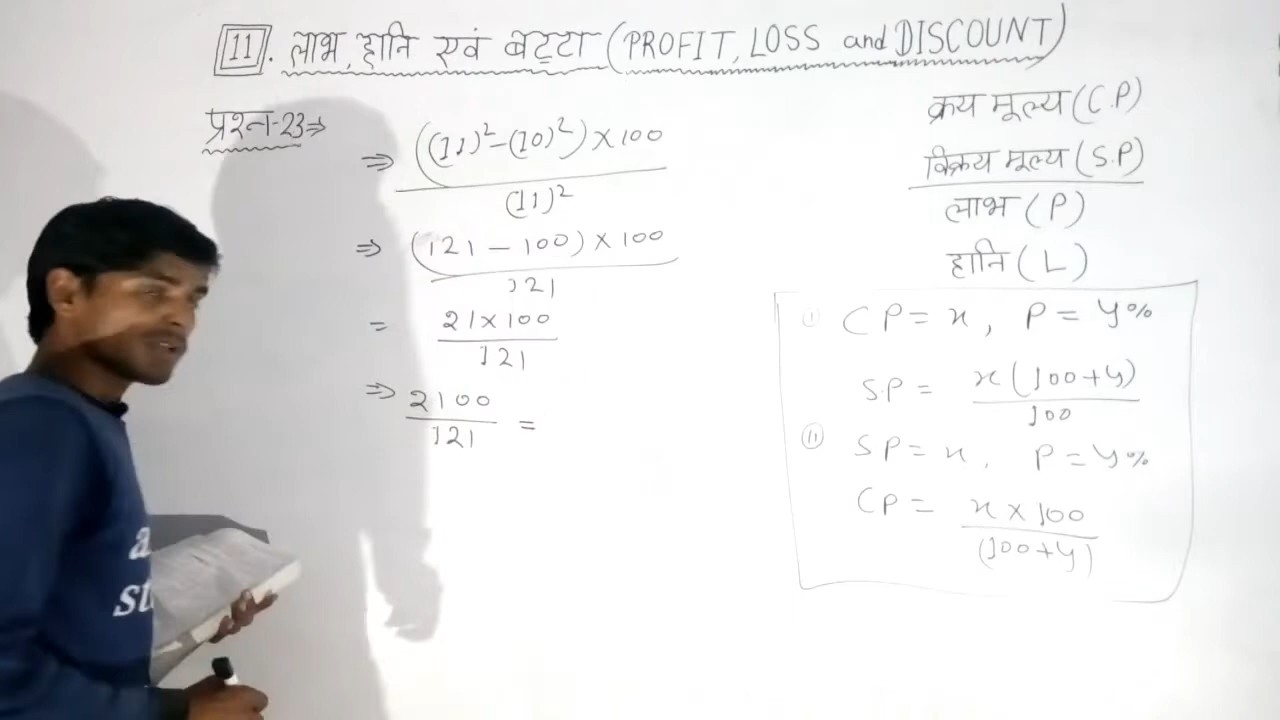 11. लाभ, हानि एवं बट्टा (PROFIT, LOSS and DISCOUNT)
प्रश्न-23⇒
⇒ ((11)² - (10)²) × 100
(11)²
⇒ (121 - 100) × 100
121
= 21 × 100
121
⇒ 2100
121 =
क्रय मूल्य (C.P)
विक्रय मूल्य (S.P)
लाभ (P)
हानि (L)
(i) CP = x, P = y%
S.P = x(100+y)
100
(ii) SP = x, P = y%
CP = x × 100
(100+y)
a
st